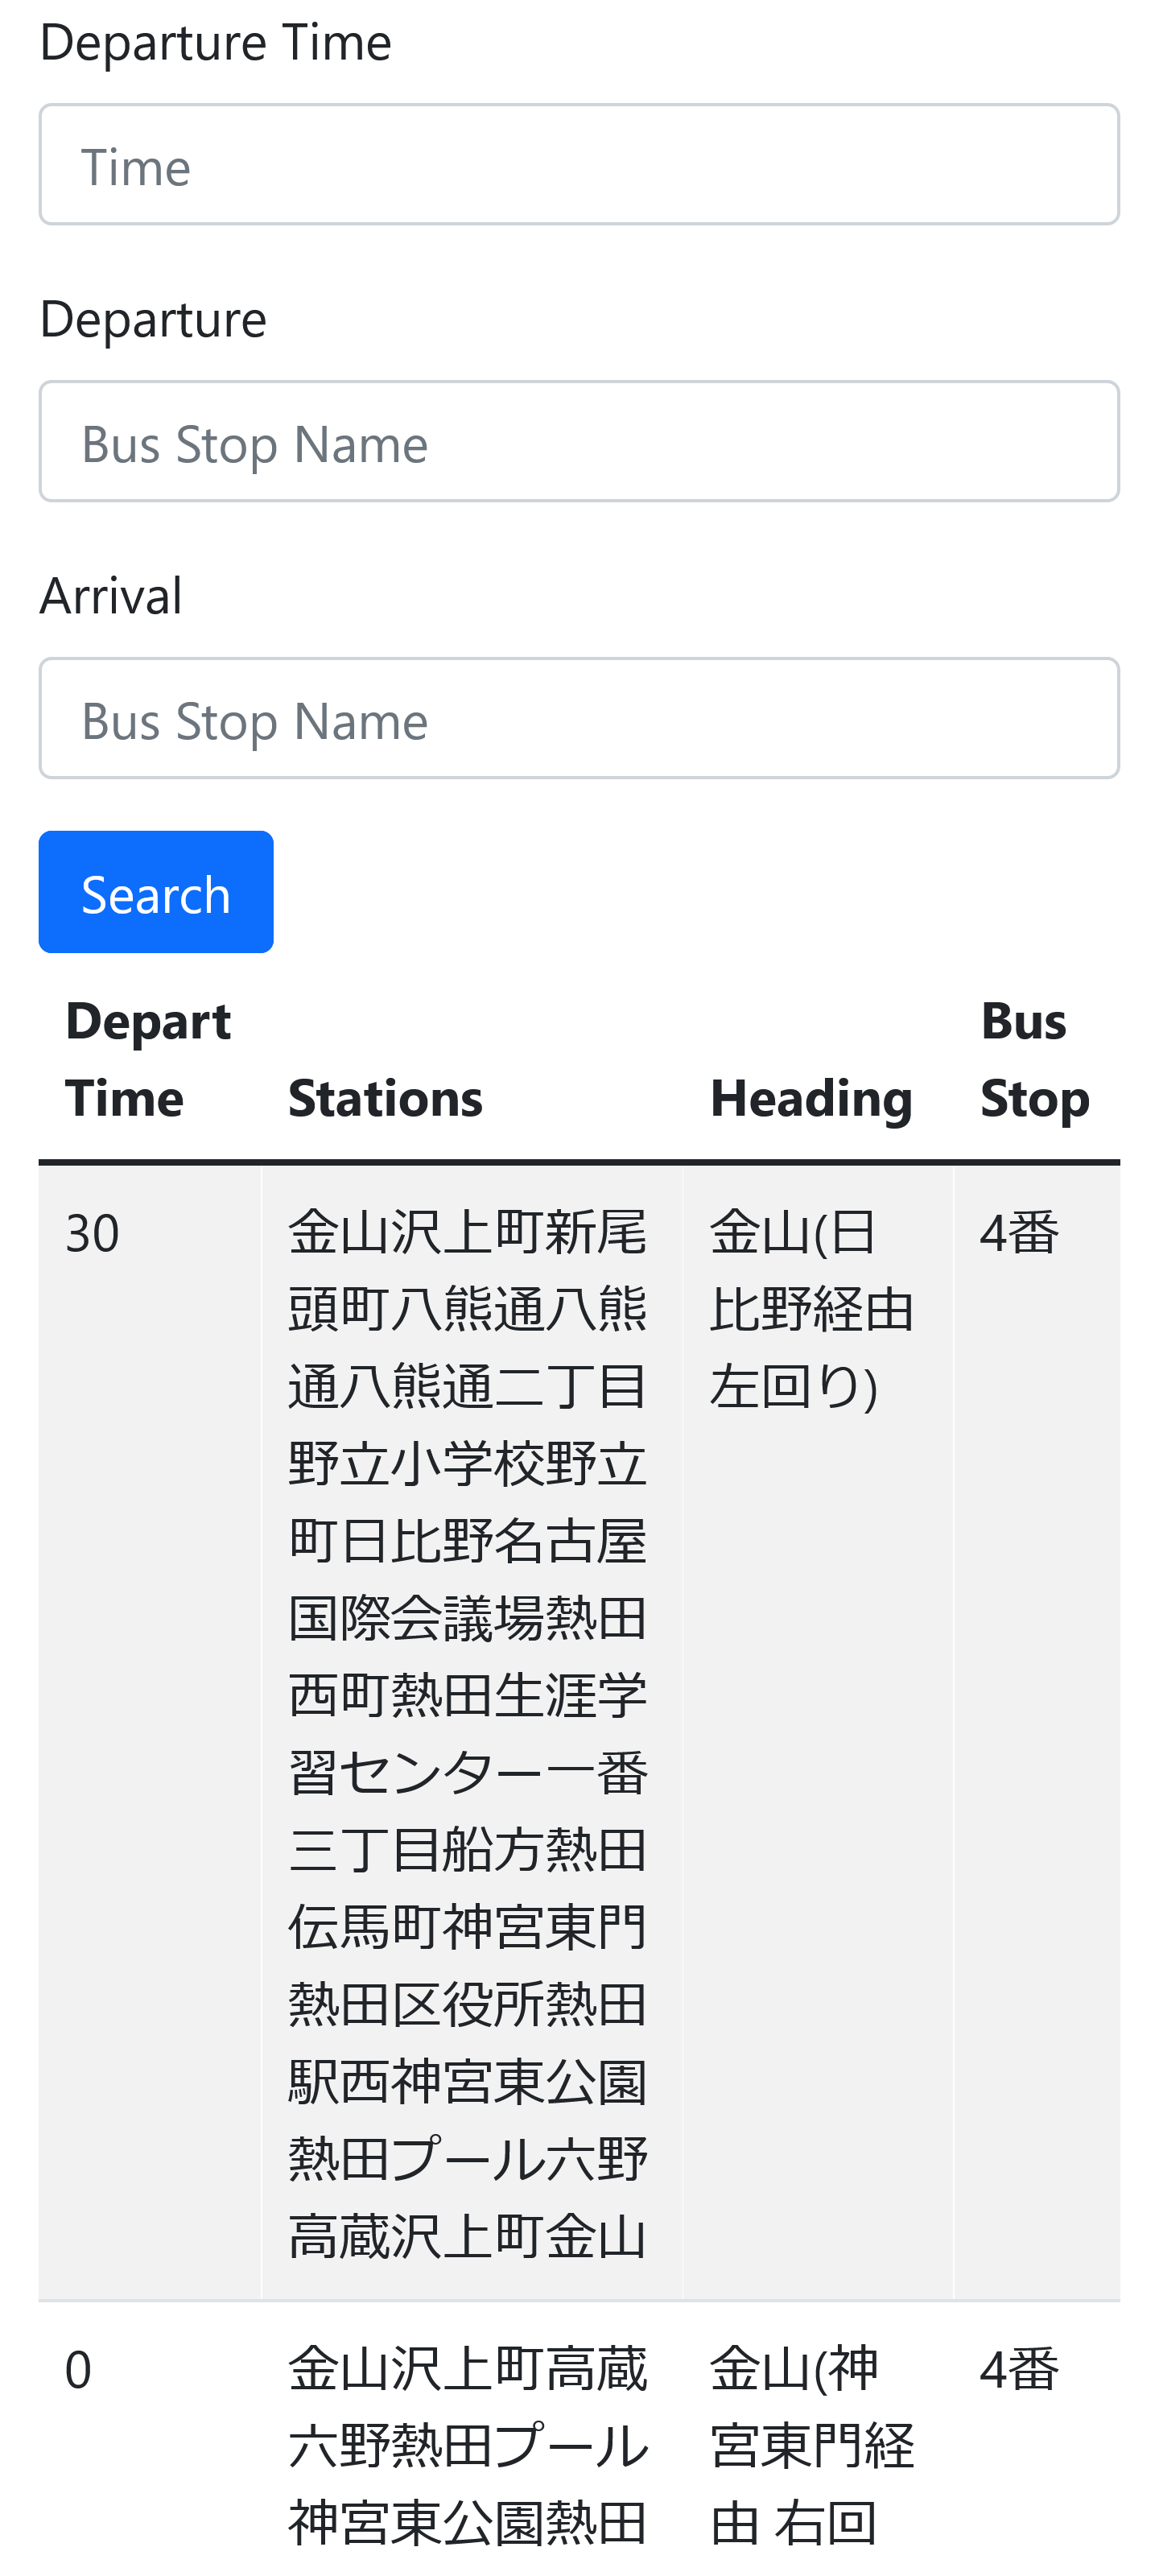 Departure Time
Time
Departure
Bus Stop Name
Arrival
Bus Stop Name
Search
Depart Time
Stations
Heading
Bus Stop
30
金山沢上町新尾
頭町八熊通八熊
通八熊通二丁目
野立小学校野立
町日比野名古屋
国際会議場熱田
西町熱田生涯学
習センター一番
三丁目船方熱田
伝馬町神宮東門
熱田区役所熱田
駅西神宮東公園
熱田プール六野
高蔵沢上町金山
金山(日
比野経由
左回り)
4番
0
金山沢上町高蔵
六野熱田プール
神宮東公園熱田
金山(神
宮東門経
由 右回
4番